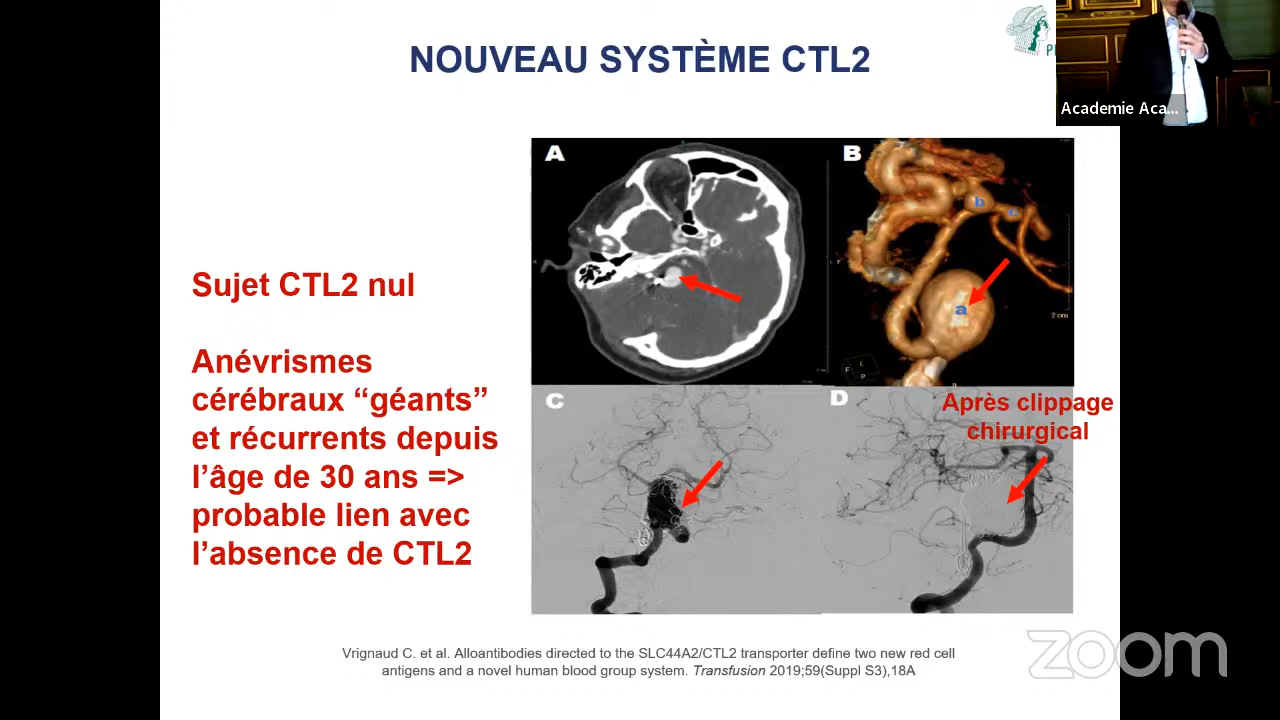 NOUVEAU SYSTÈME CTL2
Academie Aca...
Sujet CTL2 nul
Anévrismes
cérébraux “géants”
et récurrents depuis
l’âge de 30 ans =>
probable lien avec
l’absence de CTL2
A
B
b
c
a
2 cm
C
D
Après clippage
chirurgical
Vrignaud C. et al. Alloantibodies directed to the SLC44A2/CTL2 transporter define two new red cell
antigens and a novel human blood group system. Transfusion 2019;59(Suppl S3),18A
zoom